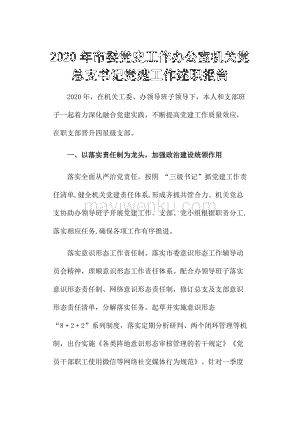 2020年市委党史工作办公室机关党
总支书记党建工作述职报告
2020年，在机关工委、办领导班子领导下，本人和支部班
子一起着力深化融合党建实践，不断提高党建工作质量效应，
在职支部晋升四星级支部。
一、以落实责任制为龙头，加强政治建设统领作用
落实全面从严治党责任。按照“三级书记”抓党建工作责
任清单,健全机关党建责任体系,形成齐抓共管合力。机关党总
支协助办领导班子开展党建工作。支部、党小组根据职责分工,
落实相应任务,确保各项工作有序推进。
落实意识形态工作责任制。落实市委意识形态工作辅导动
员会精神，理顺意识形态工作责任体系。配合办领导班子落实
意识形态责任制、网络意识形态责任制，修订总支及支部意识
形态责任清单，分解落实任务。起草并实施意识形态
“8·2·2”系列制度，落实定期分析研判、两个闭环管理等机
制，出台实施《各类阵地意识形态审核管理的若干规定》《党
员干部职工使用微信等网络社交媒体行为规范》。针对一季度